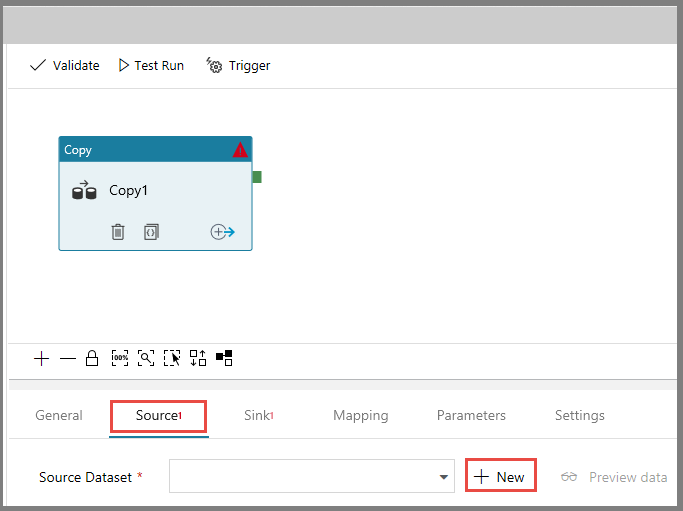 Validate Test Run Trigger
Copy
Copy1
100%
General Source1 Sink1 Mapping Parameters Settings
Source Dataset * New Preview data